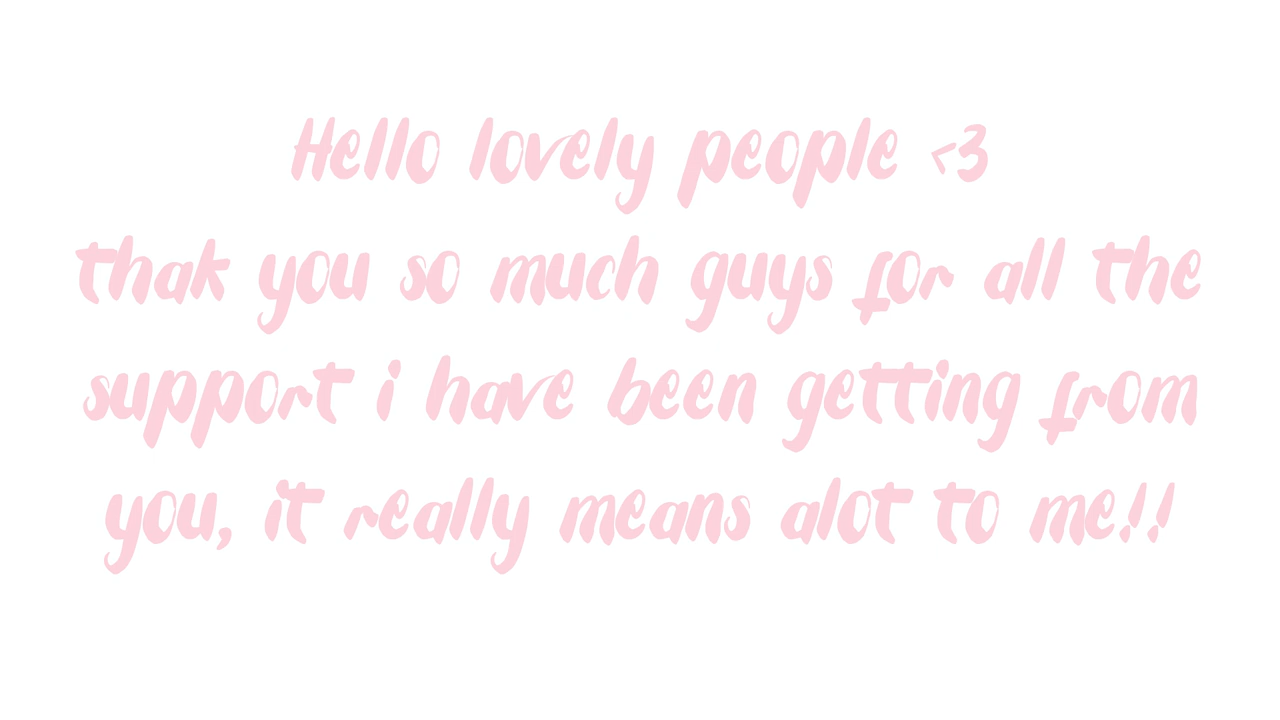 Hello lovely people <3
thak you so much guys for all the
support i have been getting from
you, it really means alot to me!!